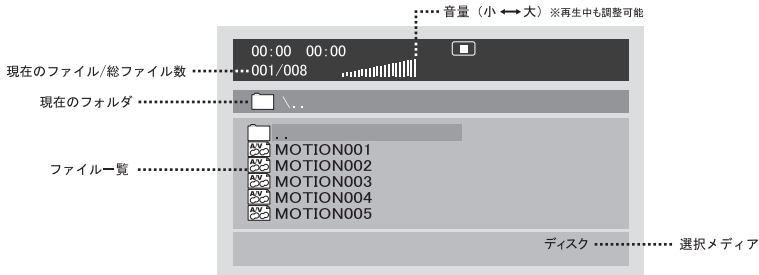 音量（小 ⟷ 大）※再生中も調整可能
00:00 00:00
現在のファイル/総ファイル数
001/008
現在のフォルダ
\..
..
MOTION001
MOTION002
ファイル一覧
MOTION003
MOTION004
MOTION005
ディスク
選択メディア